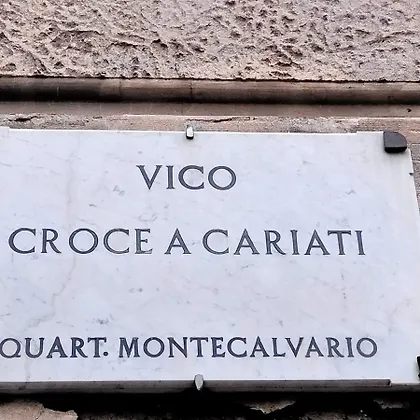 VICO
CROCE A CARIATI
QUART. MONTECALVARIO